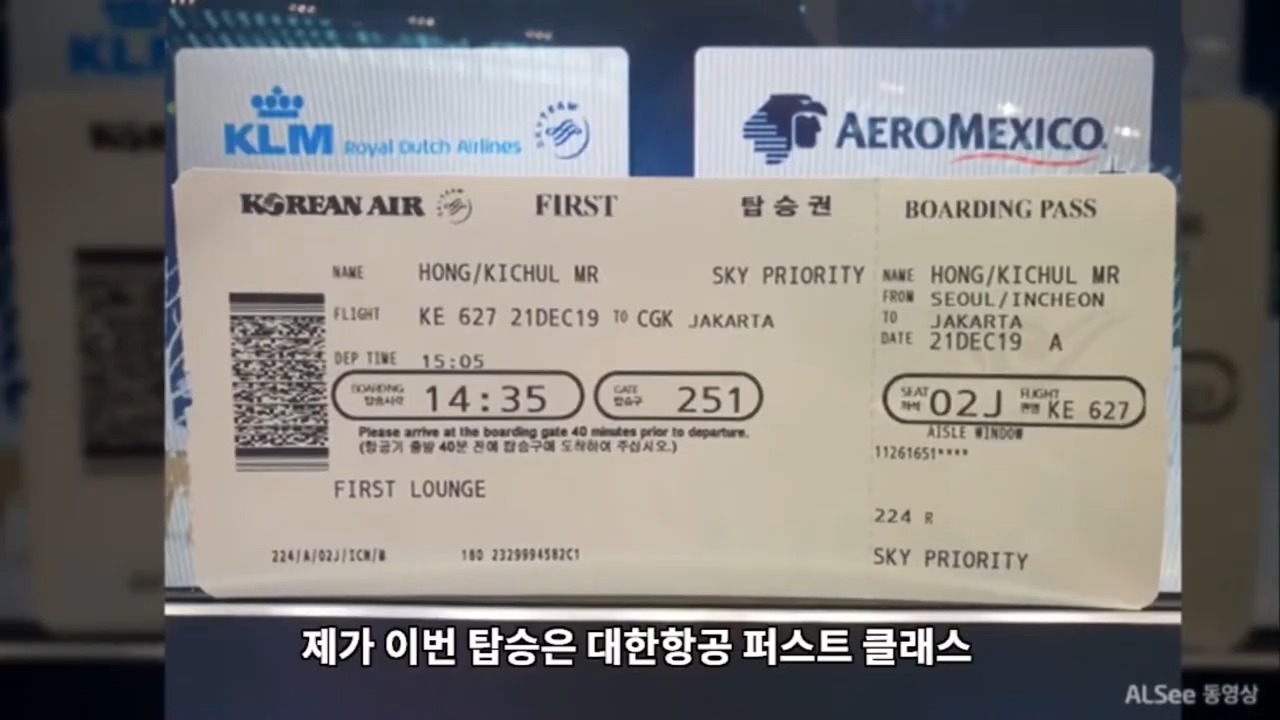 KLM Royal Dutch Airlines SKYTEAM
AEROMEXICO.
KOREAN AIR FIRST 탑승권 BOARDING PASS
NAME HONG/KICHUL MR SKY PRIORITY
FLIGHT KE 627 21DEC19 TO CGK JAKARTA
DEP TIME 15:05
BOARDING 탑승시각 14:35 GATE 탑승구 251
Please arrive at the boarding gate 40 minutes prior to departure.
(항공기 출발 40분 전에 탑승구에 도착하여 주십시오.)
FIRST LOUNGE
224/A/02J/ICN/B 180 2329994582C1
NAME HONG/KICHUL MR
FROM SEOUL/INCHEON
TO JAKARTA
DATE 21DEC19 A
SEAT 좌석 02J FLIGHT 편명 KE 627
AISLE WINDOW
11261651****
224 R
SKY PRIORITY
제가 이번 탑승은 대한항공 퍼스트 클래스
ALSee 동영상